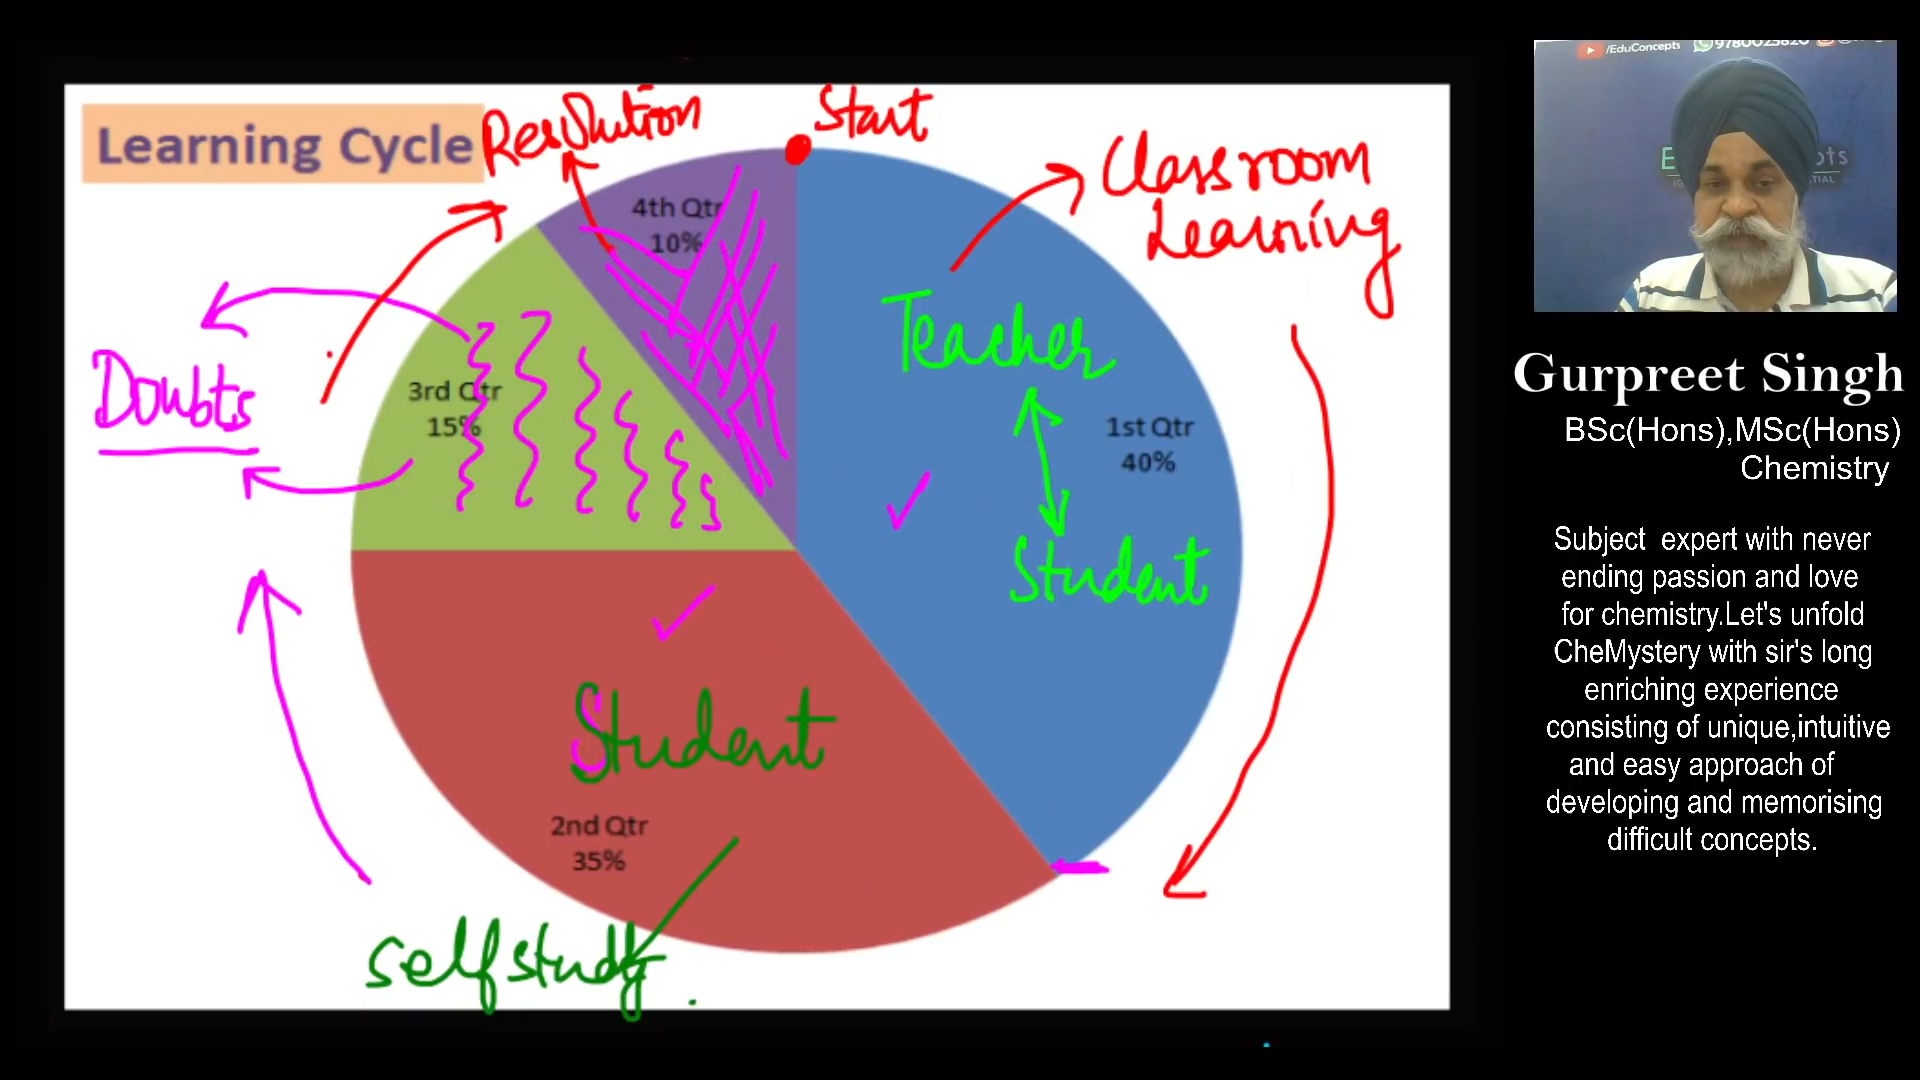 Learning Cycle
Resolution
Start
Classroom
Learning
4th Qtr
10%
Teacher
1st Qtr
40%
Student
Doubts
3rd Qtr
15%
Student
2nd Qtr
35%
selfstudy
/EduConcepts
Gurpreet Singh
BSc(Hons),MSc(Hons)
Chemistry
Subject expert with never
ending passion and love
for chemistry.Let's unfold
CheMystery with sir's long
enriching experience
consisting of unique,intuitive
and easy approach of
developing and memorising
difficult concepts.